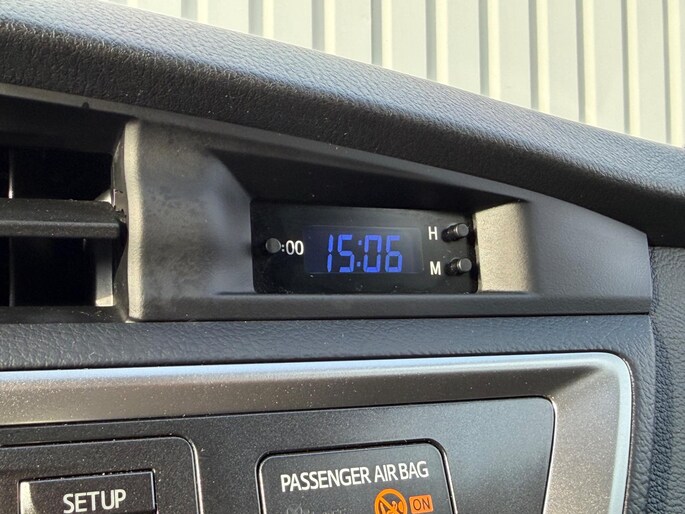 :00 15:06 H
M
PASSENGER AIR BAG
SETUP
ON